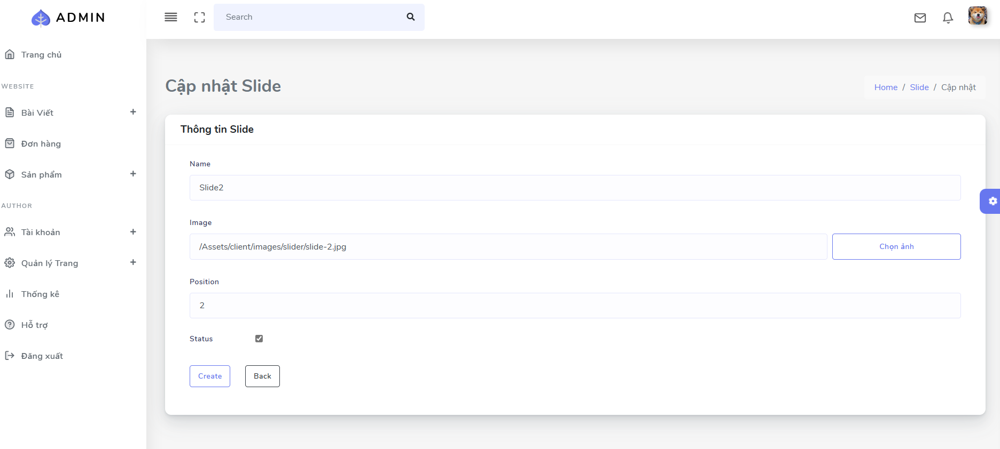 ADMIN
Search
Trang chủ
WEBSITE
Bài Viết
Đơn hàng
Sản phẩm
AUTHOR
Tài khoản
Quản lý Trang
Thống kê
Hỗ trợ
Đăng xuất
Cập nhật Slide
Home / Slide / Cập nhật
Thông tin Slide
Name
Slide2
Image
/Assets/client/images/slider/slide-2.jpg
Chọn ảnh
Position
2
Status
Create Back